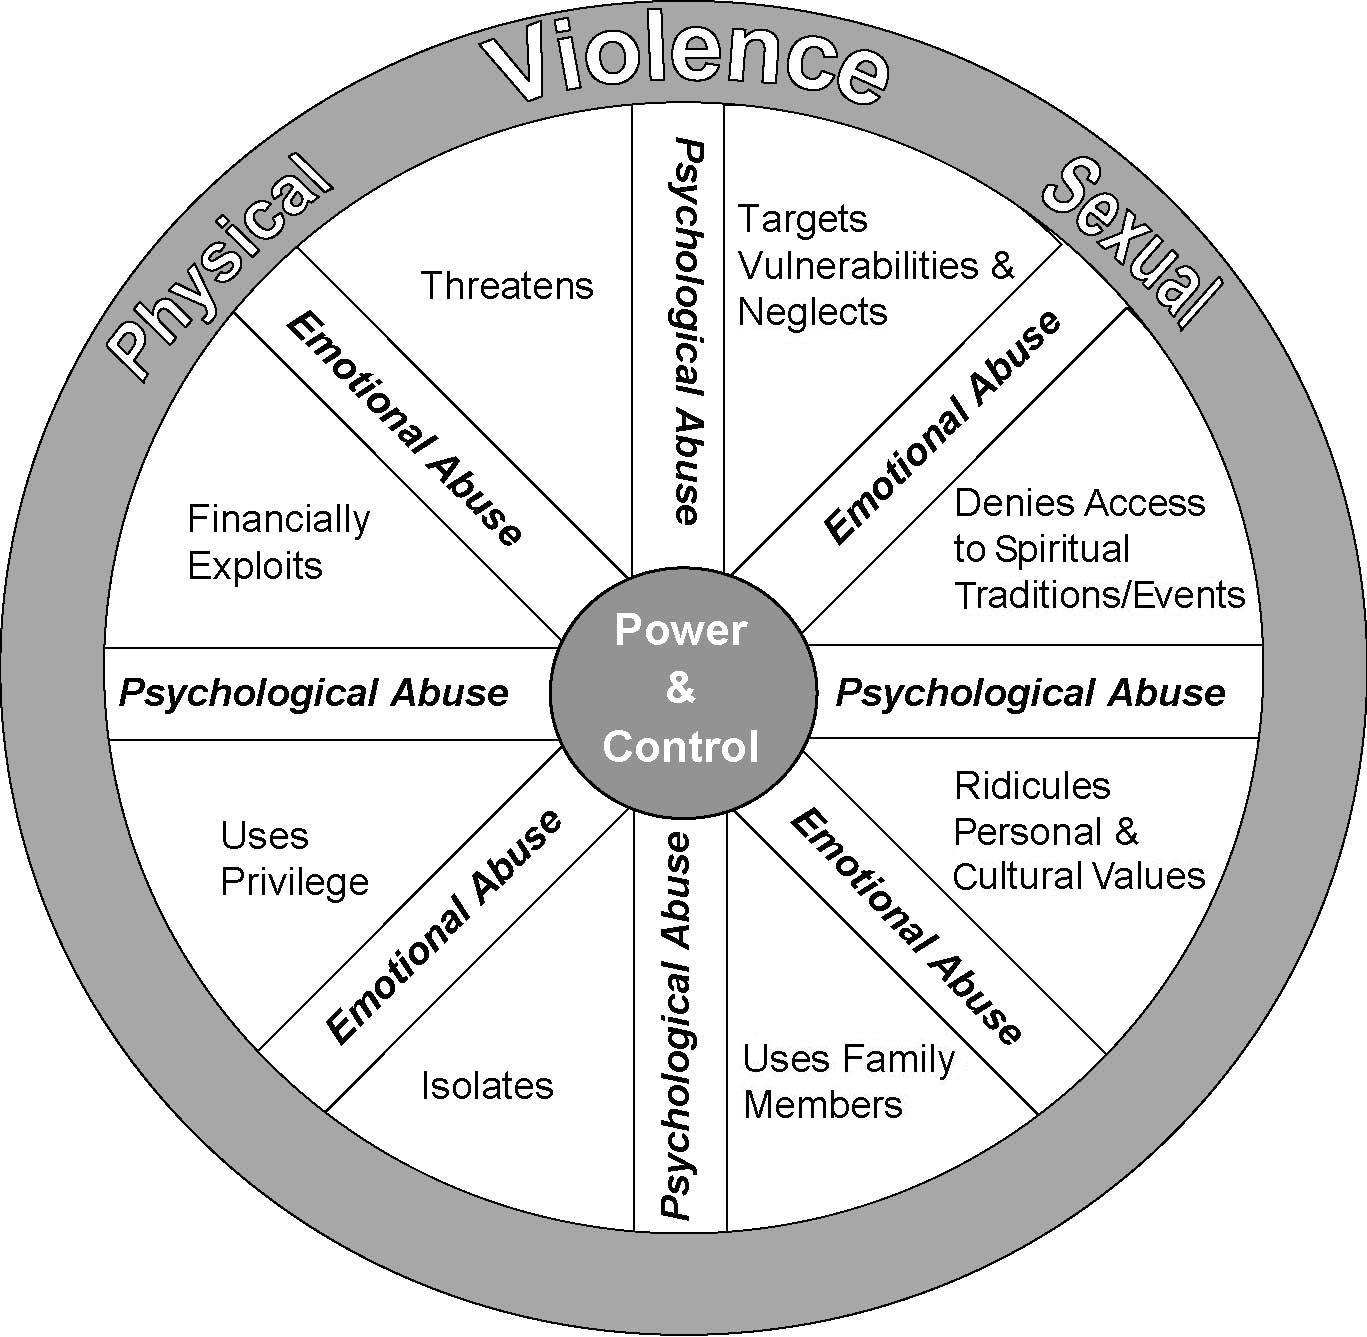 Violence
Physical
Sexual
Psychological Abuse
Targets
Vulnerabilities &
Neglects
Emotional Abuse
Denies Access
to Spiritual
Traditions/Events
Psychological Abuse
Ridicules
Personal &
Cultural Values
Emotional Abuse
Uses Family
Members
Psychological Abuse
Isolates
Emotional Abuse
Uses
Privilege
Psychological Abuse
Financially
Exploits
Emotional Abuse
Threatens
Power
&
Control